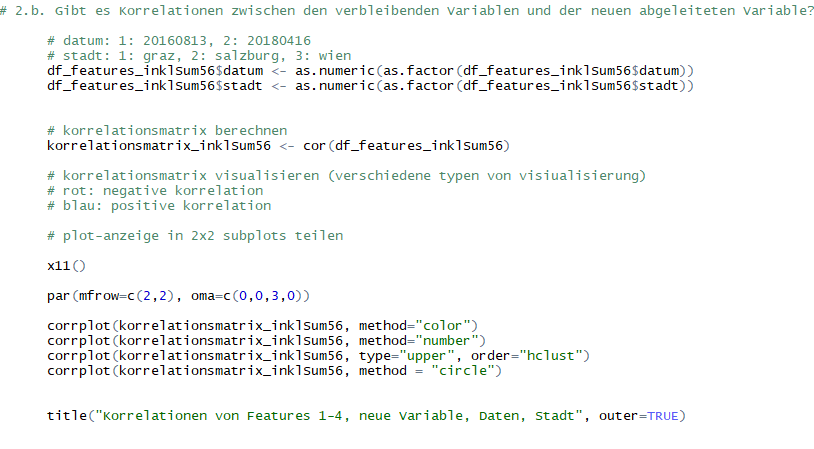 # 2.b. Gibt es Korrelationen zwischen den verbleibenden Variablen und der neuen abgeleiteten Variable?
# datum: 1: 20160813, 2: 20180416
# stadt: 1: graz, 2: salzburg, 3: wien
df_features_inklSum56$datum <- as.numeric(as.factor(df_features_inklSum56$datum))
df_features_inklSum56$stadt <- as.numeric(as.factor(df_features_inklSum56$stadt))
# korrelationsmatrix berechnen
korrelationsmatrix_inklSum56 <- cor(df_features_inklSum56)
# korrelationsmatrix visualisieren (verschiedene typen von visiualisierung)
# rot: negative korrelation
# blau: positive korrelation
# plot-anzeige in 2x2 subplots teilen
x11()
par(mfrow=c(2,2), oma=c(0,0,3,0))
corrplot(korrelationsmatrix_inklSum56, method="color")
corrplot(korrelationsmatrix_inklSum56, method="number")
corrplot(korrelationsmatrix_inklSum56, type="upper", order="hclust")
corrplot(korrelationsmatrix_inklSum56, method = "circle")
title("Korrelationen von Features 1-4, neue Variable, Daten, Stadt", outer=TRUE)